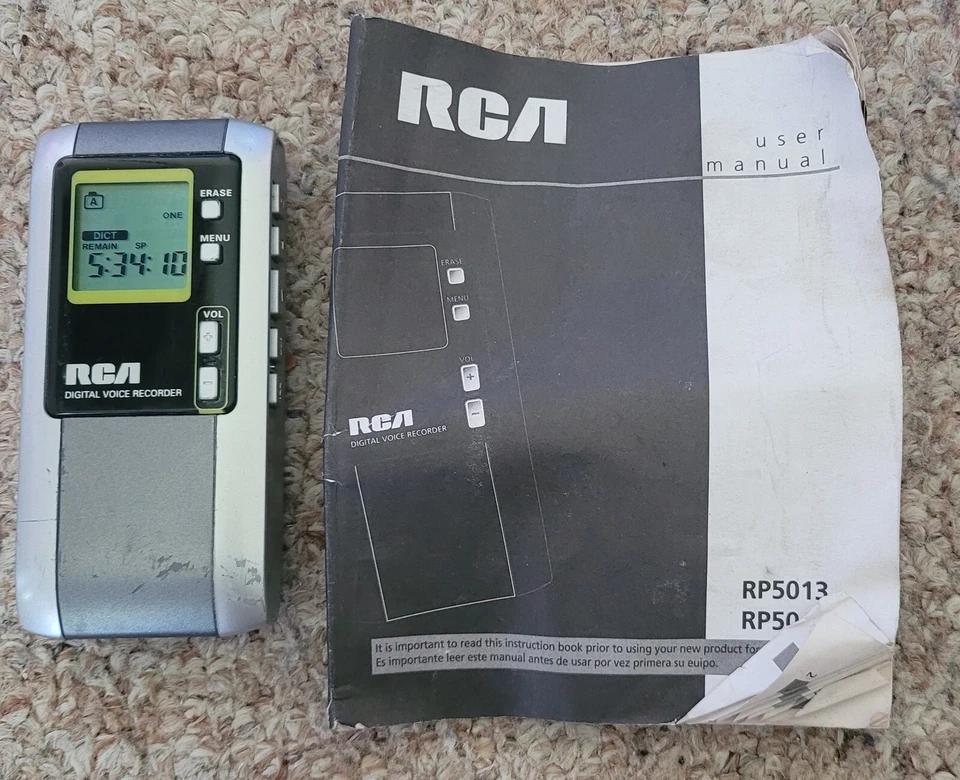 A
ONE
DICT
REMAIN SP
5:34:10
ERASE
MENU
VOL
+
-
RCA
DIGITAL VOICE RECORDER
RCA
user
manual
ERASE
MENU
VOL
+
-
RCA
DIGITAL VOICE RECORDER
RP5013
It is important to read this instruction book prior to using your new product
Es importante leer este manual antes de usar por vez primera su euipo.